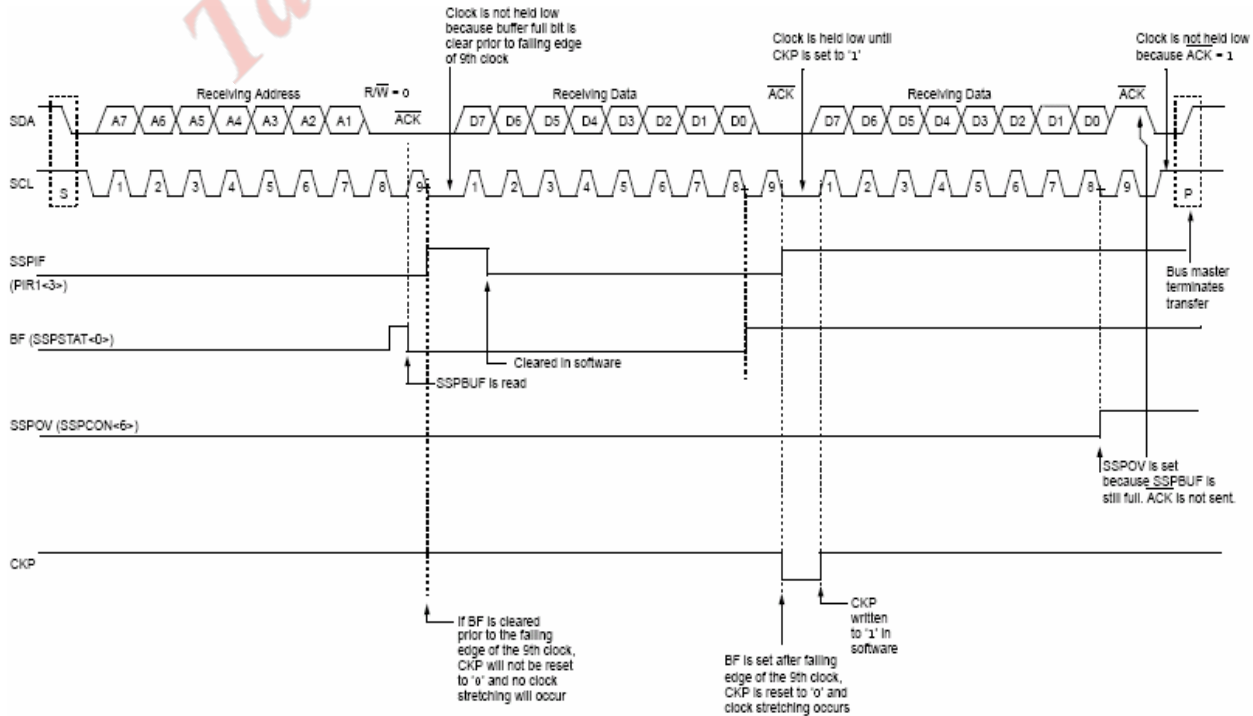 Ta
Clock is not held low
because buffer full bit is
clear prior to falling edge
of 9th clock
Clock is held low until
CKP is set to '1'
Clock is not held low
because ACK = 1
Receiving Address
R/W = 0
ACK
Receiving Data
ACK
Receiving Data
ACK
SDA
A7 A6 A5 A4 A3 A2 A1
D7 D6 D5 D4 D3 D2 D1 D0
D7 D6 D5 D4 D3 D2 D1 D0
SCL
S
1 2 3 4 5 6 7 8 9
1 2 3 4 5 6 7 8 9
1 2 3 4 5 6 7 8 9
P
SSPIF
(PIR1<3>)
Bus master
terminates
transfer
BF (SSPSTAT<0>)
Cleared in software
SSPBUF is read
SSPOV (SSPCON<6>)
SSPOV is set
because SSPBUF is
still full. ACK is not sent.
CKP
If BF is cleared
prior to the falling
edge of the 9th clock,
CKP will not be reset
to '0' and no clock
stretching will occur
CKP
written
to '1' in
software
BF is set after falling
edge of the 9th clock,
CKP is reset to '0' and
clock stretching occurs